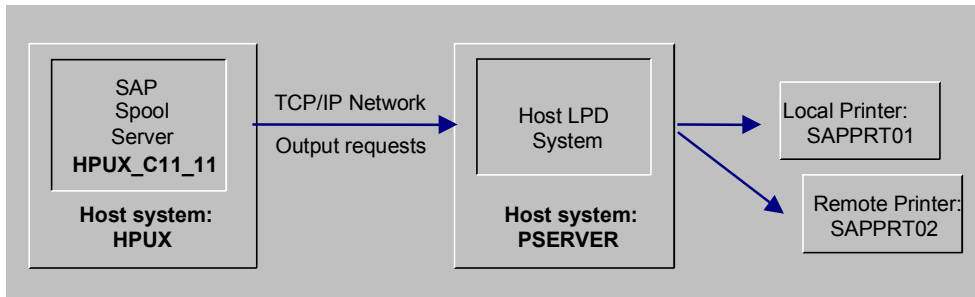 SAP
Spool
Server
HPUX_C11_11
Host system:
HPUX
TCP/IP Network
Output requests
Host LPD
System
Host system:
PSERVER
Local Printer:
SAPPRT01
Remote Printer:
SAPPRT02